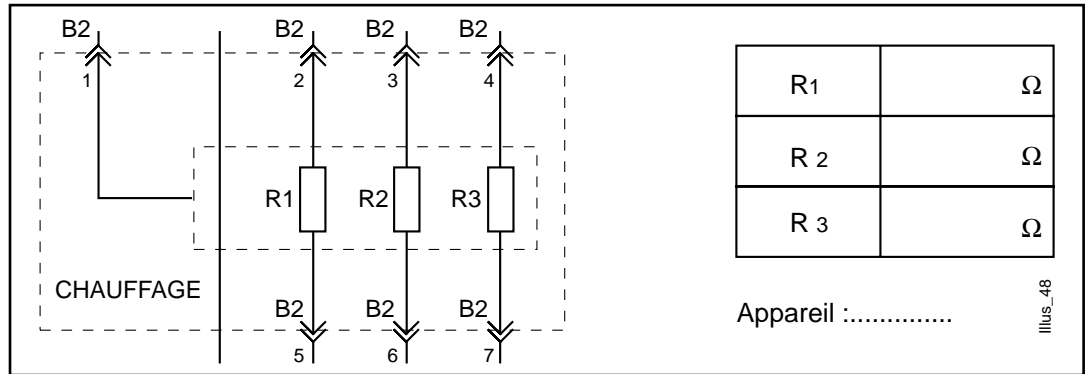 B2 B2 B2 B2
1 2 3 4
R1 R2 R3
CHAUFFAGE
B2 B2 B2
5 6 7
R1 Ω
R 2 Ω
R 3 Ω
Appareil :..............
Illus_48